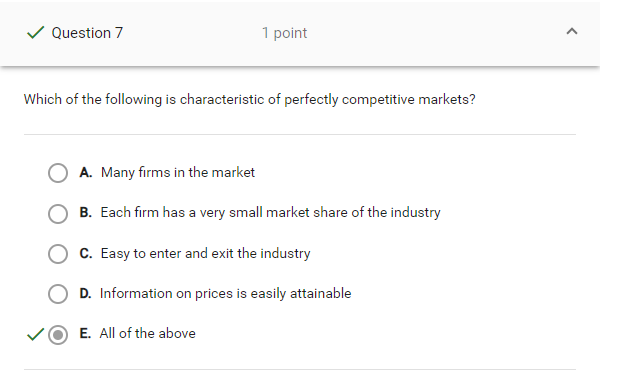 Question 7 1 point
Which of the following is characteristic of perfectly competitive markets?
A. Many firms in the market
B. Each firm has a very small market share of the industry
C. Easy to enter and exit the industry
D. Information on prices is easily attainable
E. All of the above